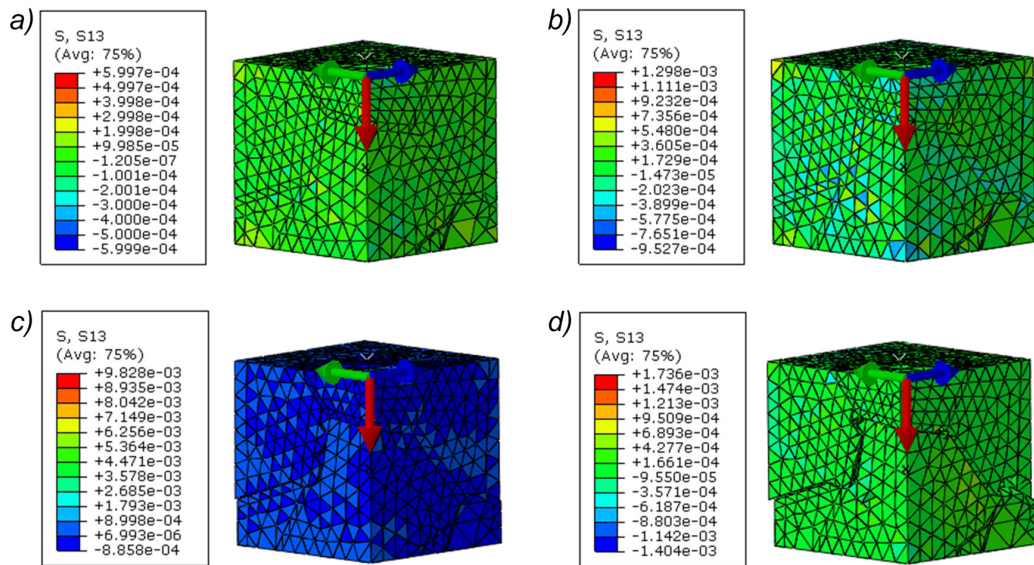 a)
S, S13
(Avg: 75%)
+5.997e-04
+4.997e-04
+3.998e-04
+2.998e-04
+1.998e-04
+9.985e-05
-1.205e-07
-1.001e-04
-2.001e-04
-3.000e-04
-4.000e-04
-5.000e-04
-5.999e-04
b)
S, S13
(Avg: 75%)
+1.298e-03
+1.111e-03
+9.232e-04
+7.356e-04
+5.480e-04
+3.605e-04
+1.729e-04
-1.473e-05
-2.023e-04
-3.899e-04
-5.775e-04
-7.651e-04
-9.527e-04
c)
S, S13
(Avg: 75%)
+9.828e-03
+8.935e-03
+8.042e-03
+7.149e-03
+6.256e-03
+5.364e-03
+4.471e-03
+3.578e-03
+2.685e-03
+1.793e-03
+8.998e-04
+6.993e-06
-8.858e-04
d)
S, S13
(Avg: 75%)
+1.736e-03
+1.474e-03
+1.213e-03
+9.509e-04
+6.893e-04
+4.277e-04
+1.661e-04
-9.550e-05
-3.571e-04
-6.187e-04
-8.803e-04
-1.142e-03
-1.404e-03